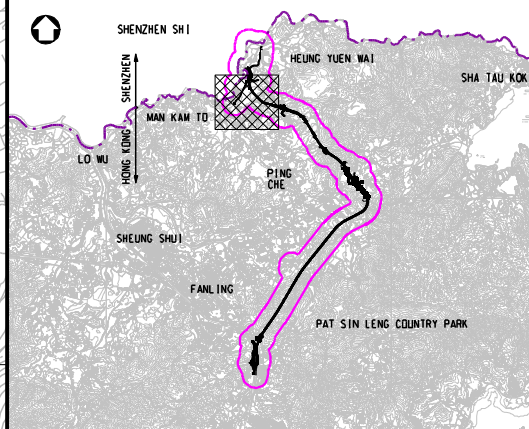 SHENZHEN SHI
HEUNG YUEN WAI
SHA TAU KOK
SHENZHEN
MAN KAM TO
HONG KONG
LO WU
PING
CHE
SHEUNG SHUI
FANLING
PAT SIN LENG COUNTRY PARK